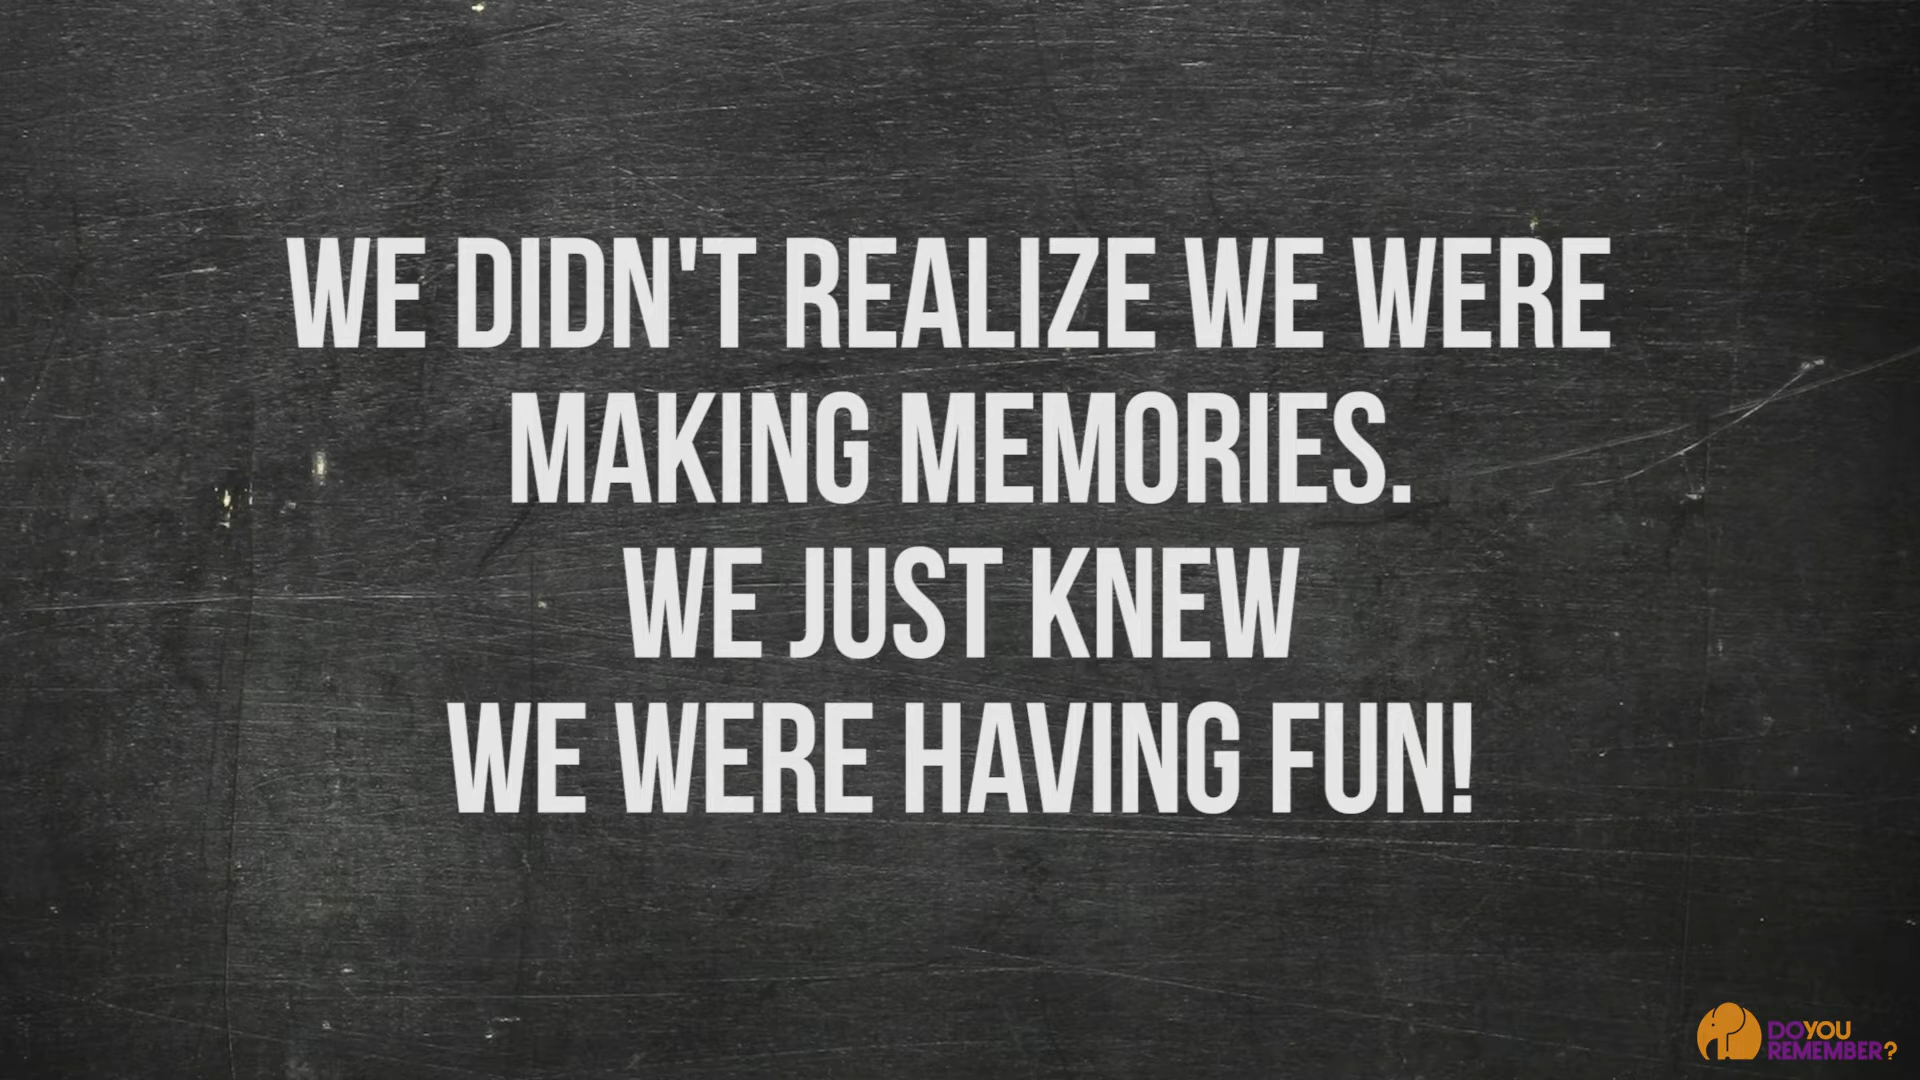 WE DIDN'T REALIZE WE WERE
MAKING MEMORIES.
WE JUST KNEW
WE WERE HAVING FUN!
DOYOU
REMEMBER?